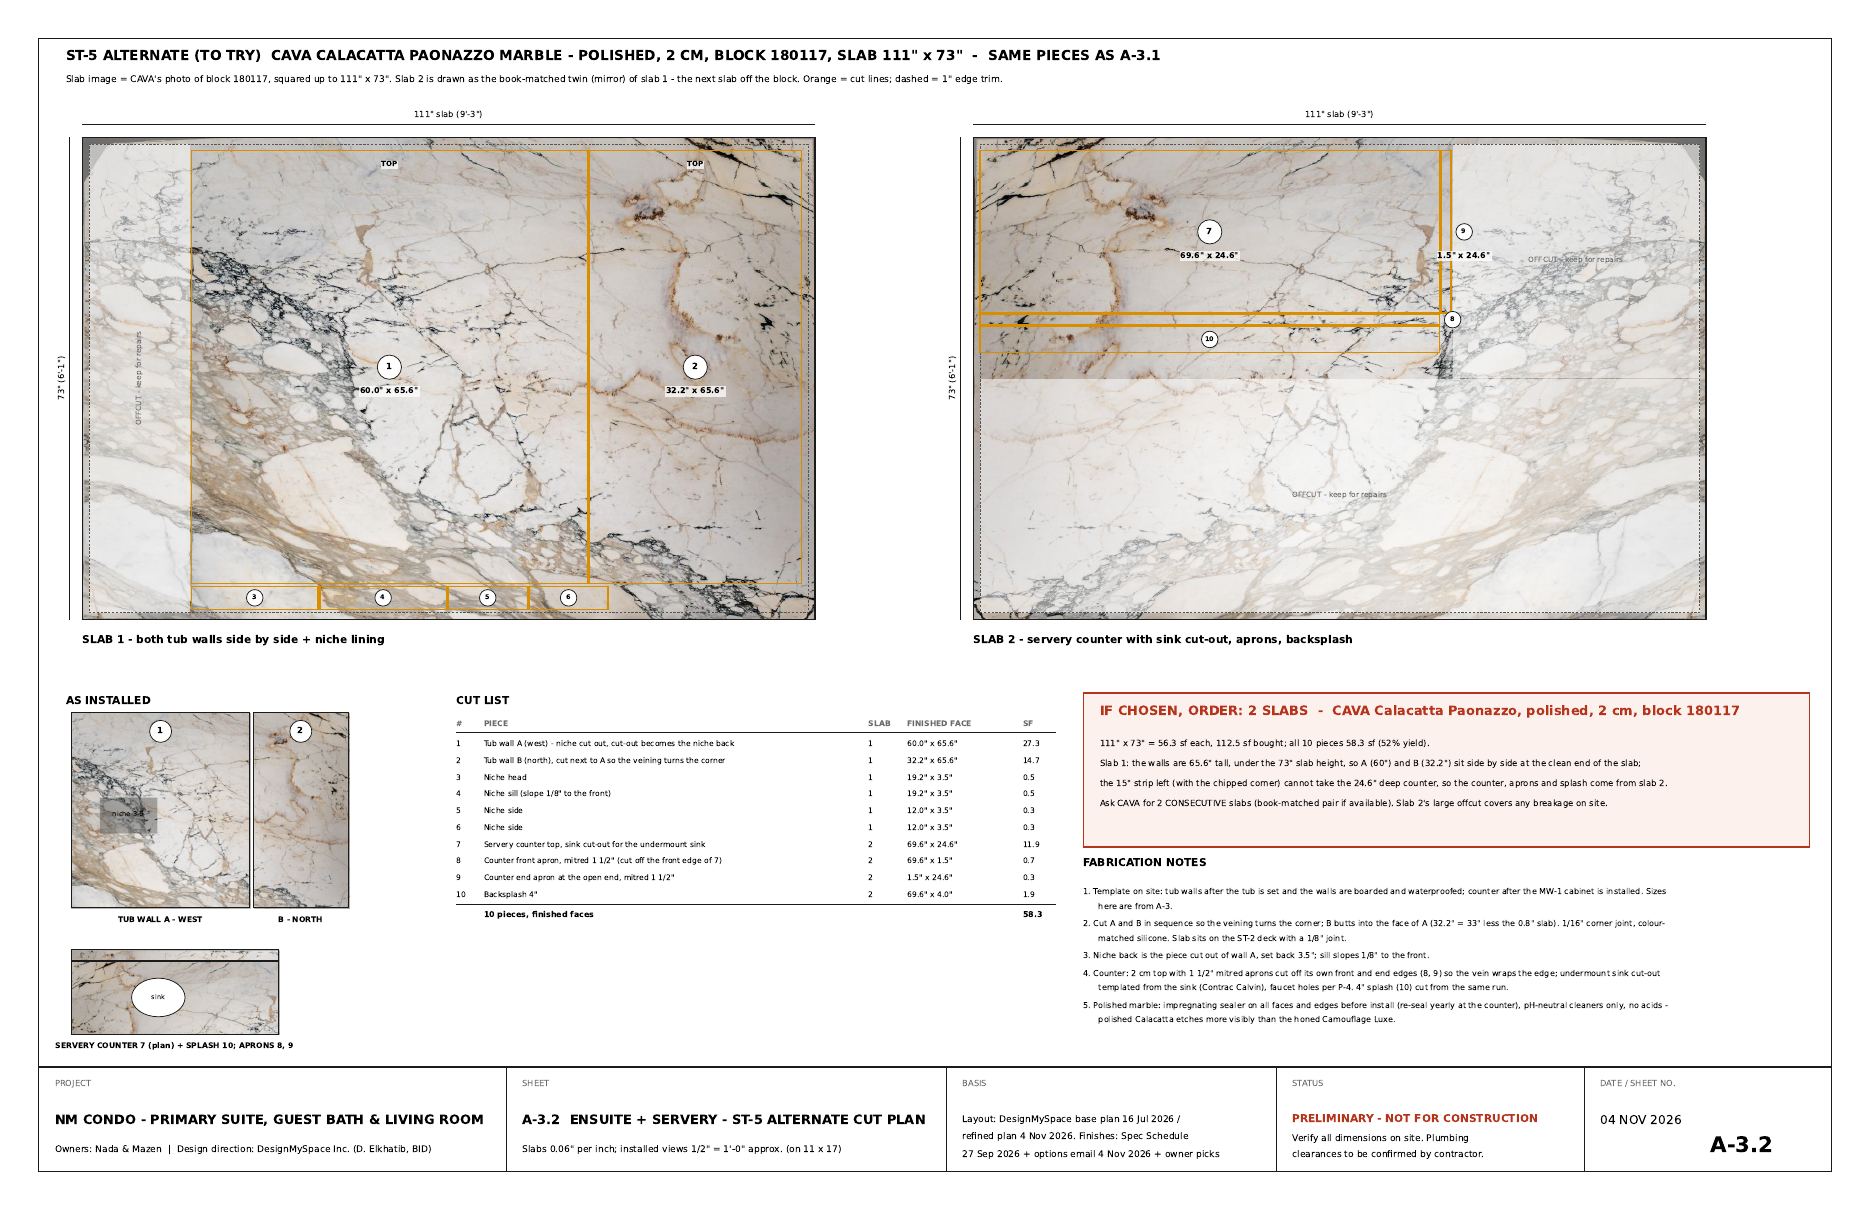 ST-5 ALTERNATE (TO TRY)  CAVA CALACATTA PAONAZZO MARBLE - POLISHED, 2 CM, BLOCK 180117, SLAB 111" x 73"  -  SAME PIECES AS A-3.1
Slab image = CAVA's photo of block 180117, squared up to 111" x 73". Slab 2 is drawn as the book-matched twin (mirror) of slab 1 - the next slab off the block. Orange = cut lines; dashed = 1" edge trim.
111" slab (9'-3")
73" (6'-1")
OFFCUT - keep for repairs
TOP
TOP
1
60.0" x 65.6"
2
32.2" x 65.6"
3
4
5
6
SLAB 1 - both tub walls side by side + niche lining
111" slab (9'-3")
73" (6'-1")
7
69.6" x 24.6"
9
1.5" x 24.6"
OFFCUT - keep for repairs
8
10
OFFCUT - keep for repairs
SLAB 2 - servery counter with sink cut-out, aprons, backsplash
AS INSTALLED
1
2
niche 3.5"
TUB WALL A - WEST
B - NORTH
sink
SERVERY COUNTER 7 (plan) + SPLASH 10; APRONS 8, 9
CUT LIST
# PIECE SLAB FINISHED FACE SF
1 Tub wall A (west) - niche cut out, cut-out becomes the niche back 1 60.0" x 65.6" 27.3
2 Tub wall B (north), cut next to A so the veining turns the corner 1 32.2" x 65.6" 14.7
3 Niche head 1 19.2" x 3.5" 0.5
4 Niche sill (slope 1/8" to the front) 1 19.2" x 3.5" 0.5
5 Niche side 1 12.0" x 3.5" 0.3
6 Niche side 1 12.0" x 3.5" 0.3
7 Servery counter top, sink cut-out for the undermount sink 2 69.6" x 24.6" 11.9
8 Counter front apron, mitred 1 1/2" (cut off the front edge of 7) 2 69.6" x 1.5" 0.7
9 Counter end apron at the open end, mitred 1 1/2" 2 1.5" x 24.6" 0.3
10 Backsplash 4" 2 69.6" x 4.0" 1.9
10 pieces, finished faces 58.3
IF CHOSEN, ORDER: 2 SLABS  -  CAVA Calacatta Paonazzo, polished, 2 cm, block 180117
111" x 73" = 56.3 sf each, 112.5 sf bought; all 10 pieces 58.3 sf (52% yield).
Slab 1: the walls are 65.6" tall, under the 73" slab height, so A (60") and B (32.2") sit side by side at the clean end of the slab;
the 15" strip left (with the chipped corner) cannot take the 24.6" deep counter, so the counter, aprons and splash come from slab 2.
Ask CAVA for 2 CONSECUTIVE slabs (book-matched pair if available). Slab 2's large offcut covers any breakage on site.
FABRICATION NOTES
1. Template on site: tub walls after the tub is set and the walls are boarded and waterproofed; counter after the MW-1 cabinet is installed. Sizes
here are from A-3.
2. Cut A and B in sequence so the veining turns the corner; B butts into the face of A (32.2" = 33" less the 0.8" slab). 1/16" corner joint, colour-
matched silicone. Slab sits on the ST-2 deck with a 1/8" joint.
3. Niche back is the piece cut out of wall A, set back 3.5"; sill slopes 1/8" to the front.
4. Counter: 2 cm top with 1 1/2" mitred aprons cut off its own front and end edges (8, 9) so the vein wraps the edge; undermount sink cut-out
templated from the sink (Contrac Calvin), faucet holes per P-4. 4" splash (10) cut from the same run.
5. Polished marble: impregnating sealer on all faces and edges before install (re-seal yearly at the counter), pH-neutral cleaners only, no acids -
polished Calacatta etches more visibly than the honed Camouflage Luxe.
PROJECT
NM CONDO - PRIMARY SUITE, GUEST BATH & LIVING ROOM
Owners: Nada & Mazen  |  Design direction: DesignMySpace Inc. (D. Elkhatib, BID)
SHEET
A-3.2  ENSUITE + SERVERY - ST-5 ALTERNATE CUT PLAN
Slabs 0.06" per inch; installed views 1/2" = 1'-0" approx. (on 11 x 17)
BASIS
Layout: DesignMySpace base plan 16 Jul 2026 /
refined plan 4 Nov 2026. Finishes: Spec Schedule
27 Sep 2026 + options email 4 Nov 2026 + owner picks
STATUS
PRELIMINARY - NOT FOR CONSTRUCTION
Verify all dimensions on site. Plumbing
clearances to be confirmed by contractor.
DATE / SHEET NO.
04 NOV 2026
A-3.2